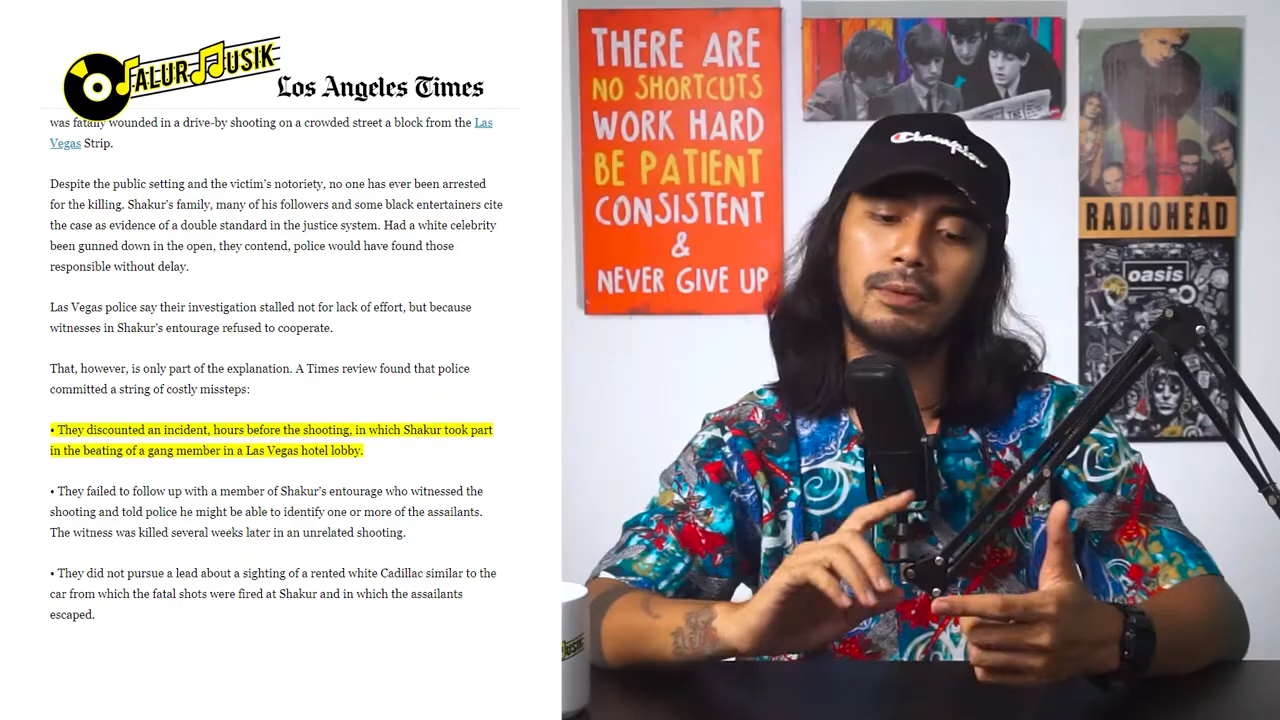 JALUR MUSIK
Los Angeles Times
was fatally wounded in a drive-by shooting on a crowded street a block from the Las
Vegas Strip.
Despite the public setting and the victim's notoriety, no one has ever been arrested
for the killing. Shakur's family, many of his followers and some black entertainers cite
the case as evidence of a double standard in the justice system. Had a white celebrity
been gunned down in the open, they contend, police would have found those
responsible without delay.
Las Vegas police say their investigation stalled not for lack of effort, but because
witnesses in Shakur's entourage refused to cooperate.
That, however, is only part of the explanation. A Times review found that police
committed a string of costly missteps:
• They discounted an incident, hours before the shooting, in which Shakur took part
in the beating of a gang member in a Las Vegas hotel lobby.
• They failed to follow up with a member of Shakur's entourage who witnessed the
shooting and told police he might be able to identify one or more of the assailants.
The witness was killed several weeks later in an unrelated shooting.
• They did not pursue a lead about a sighting of a rented white Cadillac similar to the
car from which the fatal shots were fired at Shakur and in which the assailants
escaped.
THERE ARE
NO SHORTCUTS
WORK HARD
BE PATIENT
CONSISTENT
&
NEVER GIVE UP
Champion
RADIOHEAD
oasis